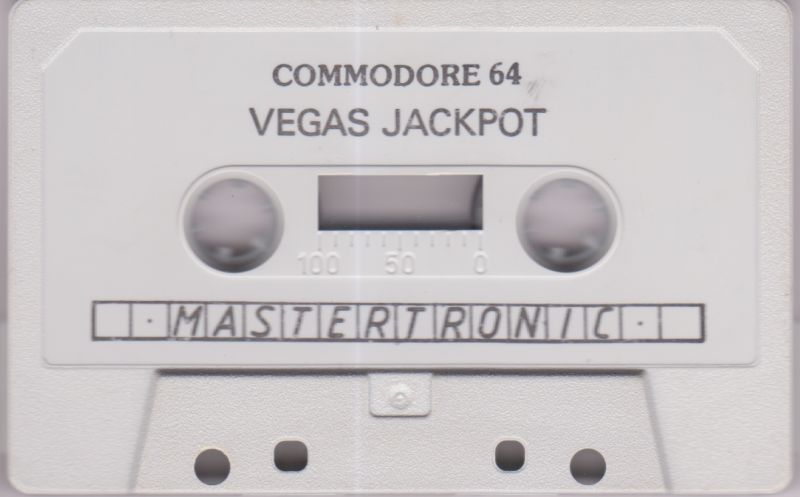 COMMODORE 64
VEGAS JACKPOT
100 50 0
· MASTERTRONIC ·